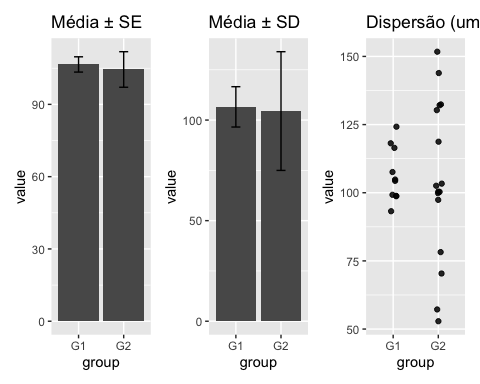 Média ± SE
value
90
60
30
0
G1 G2
group
Média ± SD
value
100
50
0
G1 G2
group
Dispersão (um
value
150
125
100
75
50
G1 G2
group